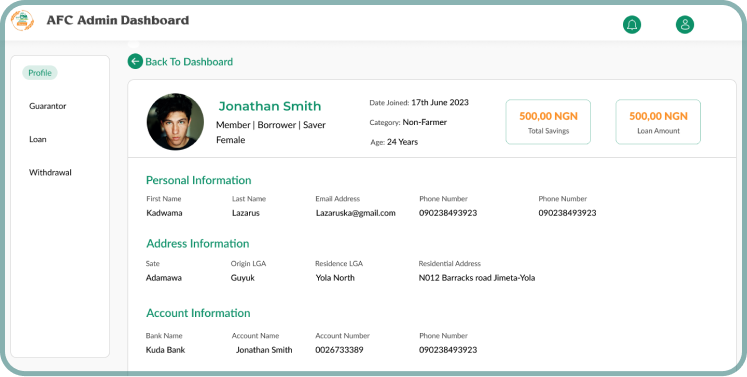 AFC Admin Dashboard
Back To Dashboard
Profile
Guarantor
Loan
Withdrawal
Jonathan Smith
Member | Borrower | Saver
Female
Date Joined: 17th June 2023
Category: Non-Farmer
Age: 24 Years
500,00 NGN
Total Savings
500,00 NGN
Loan Amount
Personal Information
First Name Last Name Email Address Phone Number Phone Number
Kadwama Lazarus Lazaruska@gmail.com 090238493923 090238493923
Address Information
Sate Origin LGA Residence LGA Residential Address
Adamawa Guyuk Yola North N012 Barracks road Jimeta-Yola
Account Information
Bank Name Account Name Account Number Phone Number
Kuda Bank Jonathan Smith 0026733389 090238493923